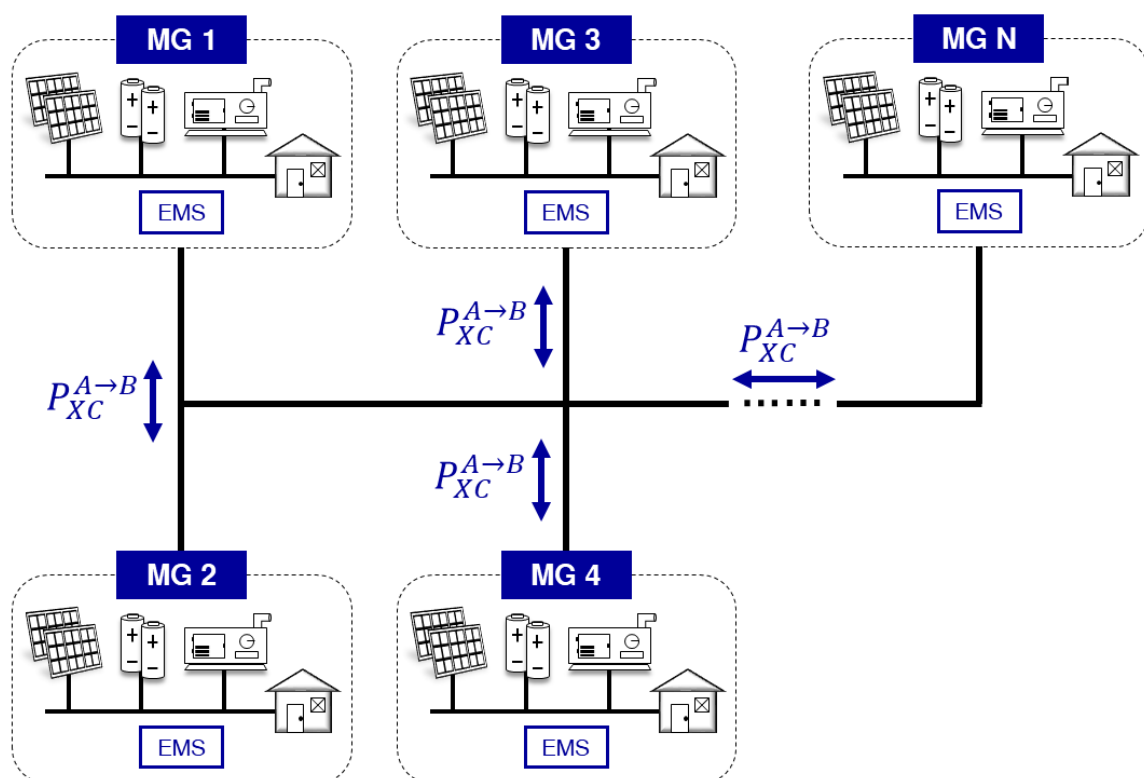 MG 1
MG 3
MG N
EMS
EMS
EMS
P_{XC}^{A→B}
P_{XC}^{A→B}
P_{XC}^{A→B}
P_{XC}^{A→B}
MG 2
MG 4
EMS
EMS